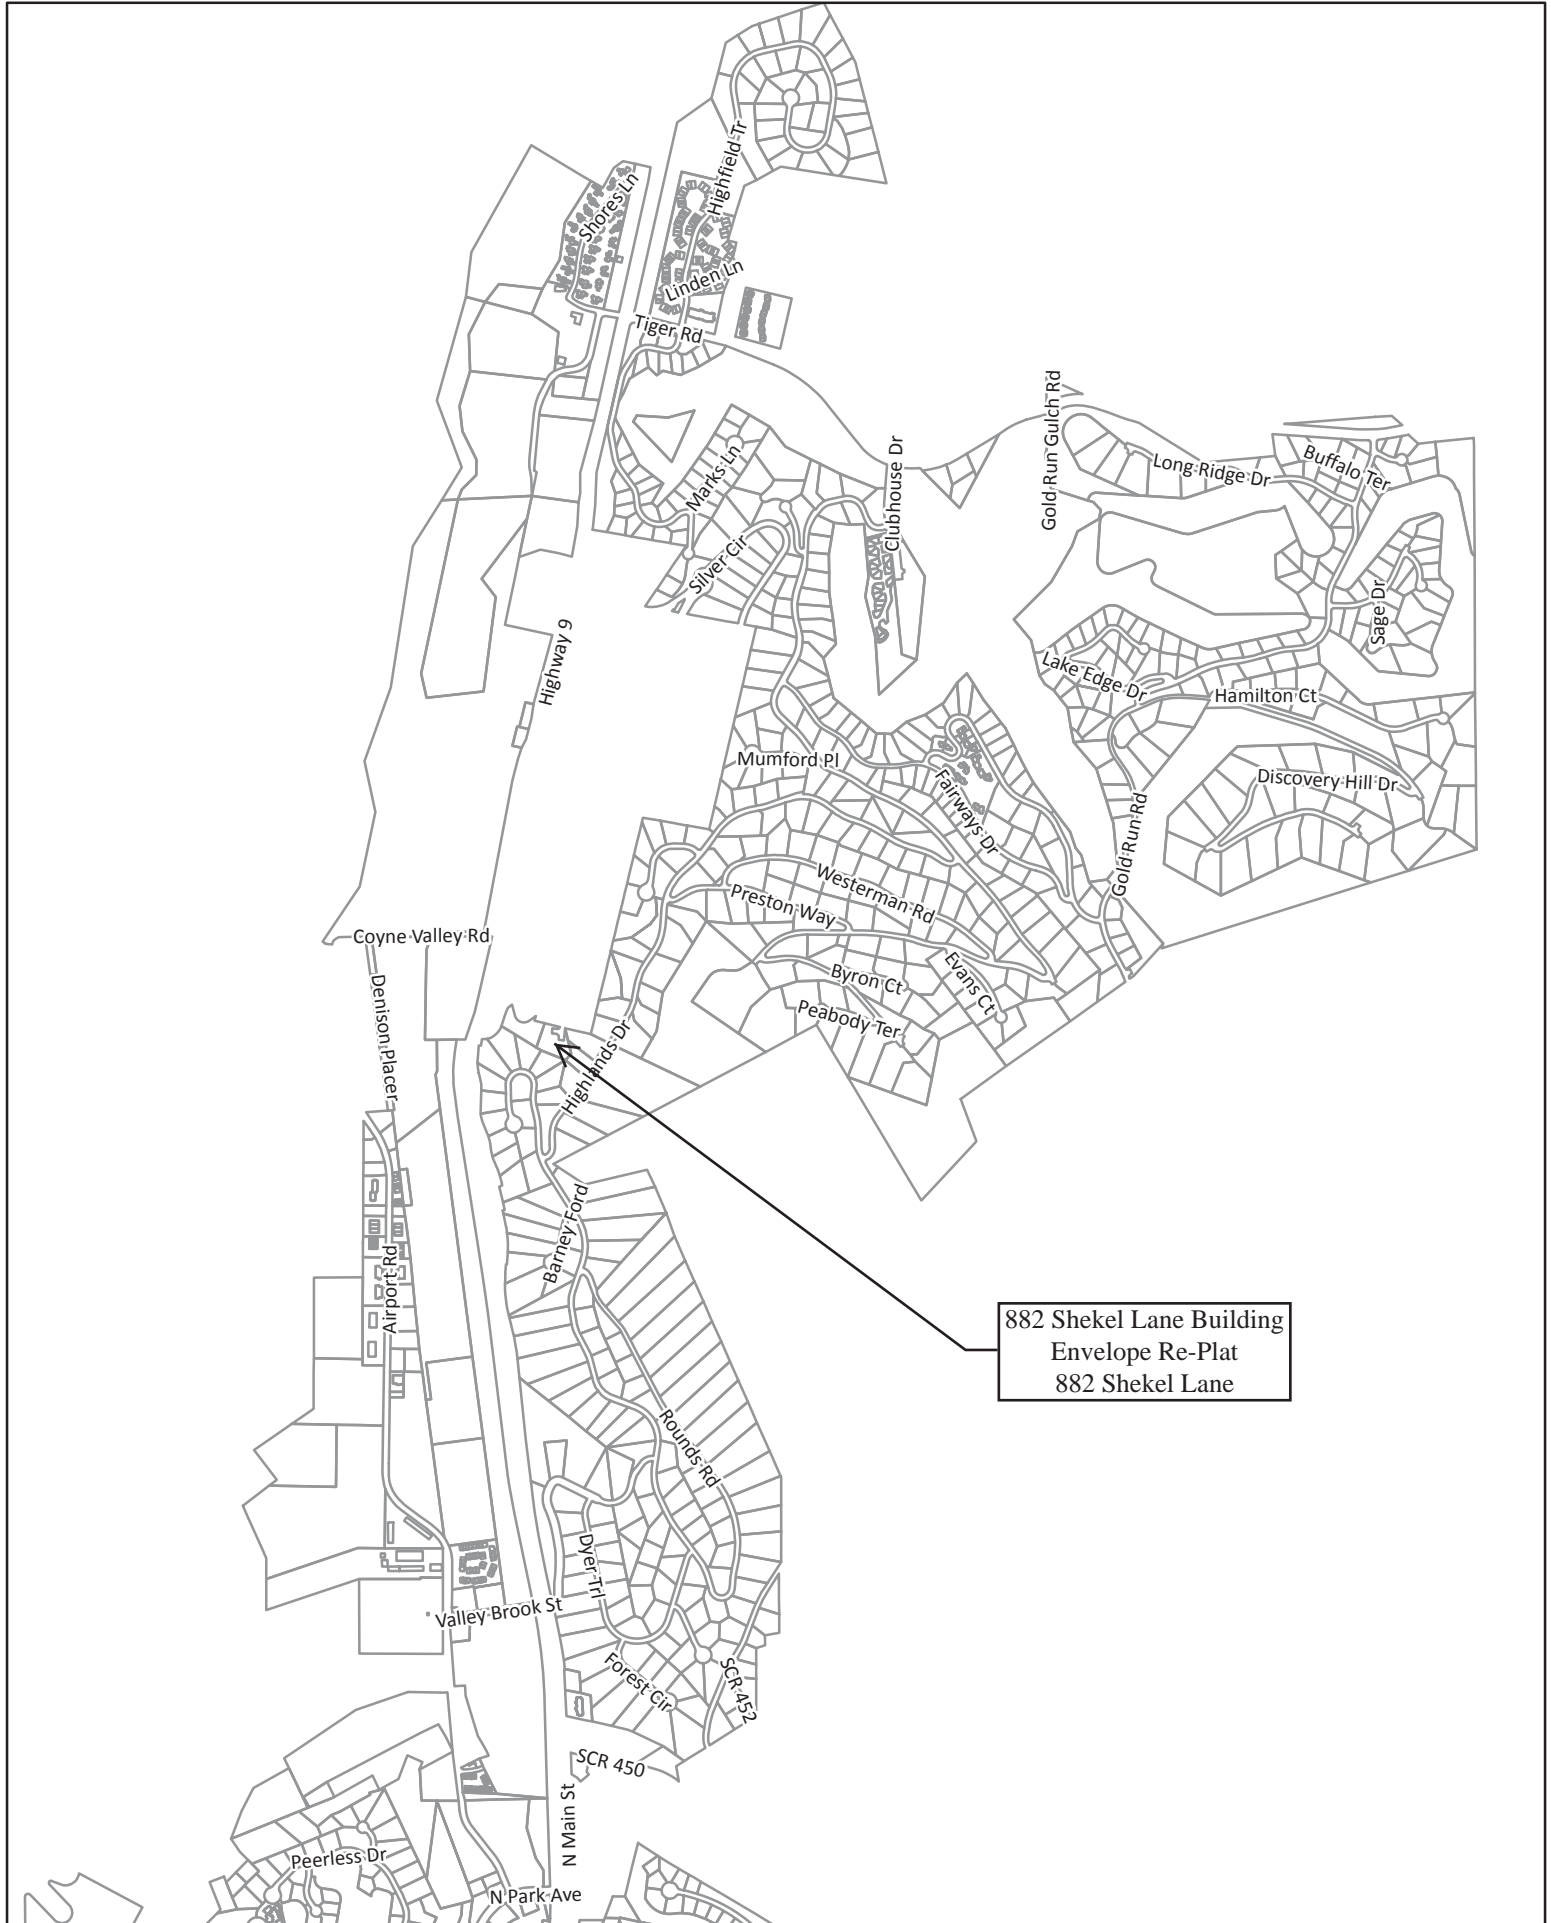 Highfield Tr
Shores Ln
Linden Ln
Tiger Rd
Gold Run Gulch Rd
Clubhouse Dr
Marks Ln
Long Ridge Dr
Buffalo Ter
Silver Cir
Sage Dr
Highway 9
Lake Edge Dr
Hamilton Ct
Mumford Pl
Fairways Dr
Discovery Hill Dr
Gold Run Rd
Westerman Rd
Preston Way
Coyne Valley Rd
Evans Ct
Byron Ct
Denison Placer
Peabody Ter
Highlands Dr
Barney Ford
Airport Rd
882 Shekel Lane Building
Envelope Re-Plat
882 Shekel Lane
Rounds Rd
Dyer Trl
Valley Brook St
Forest Cir
SCR 452
SCR 450
N Main St
Peerless Dr
N Park Ave